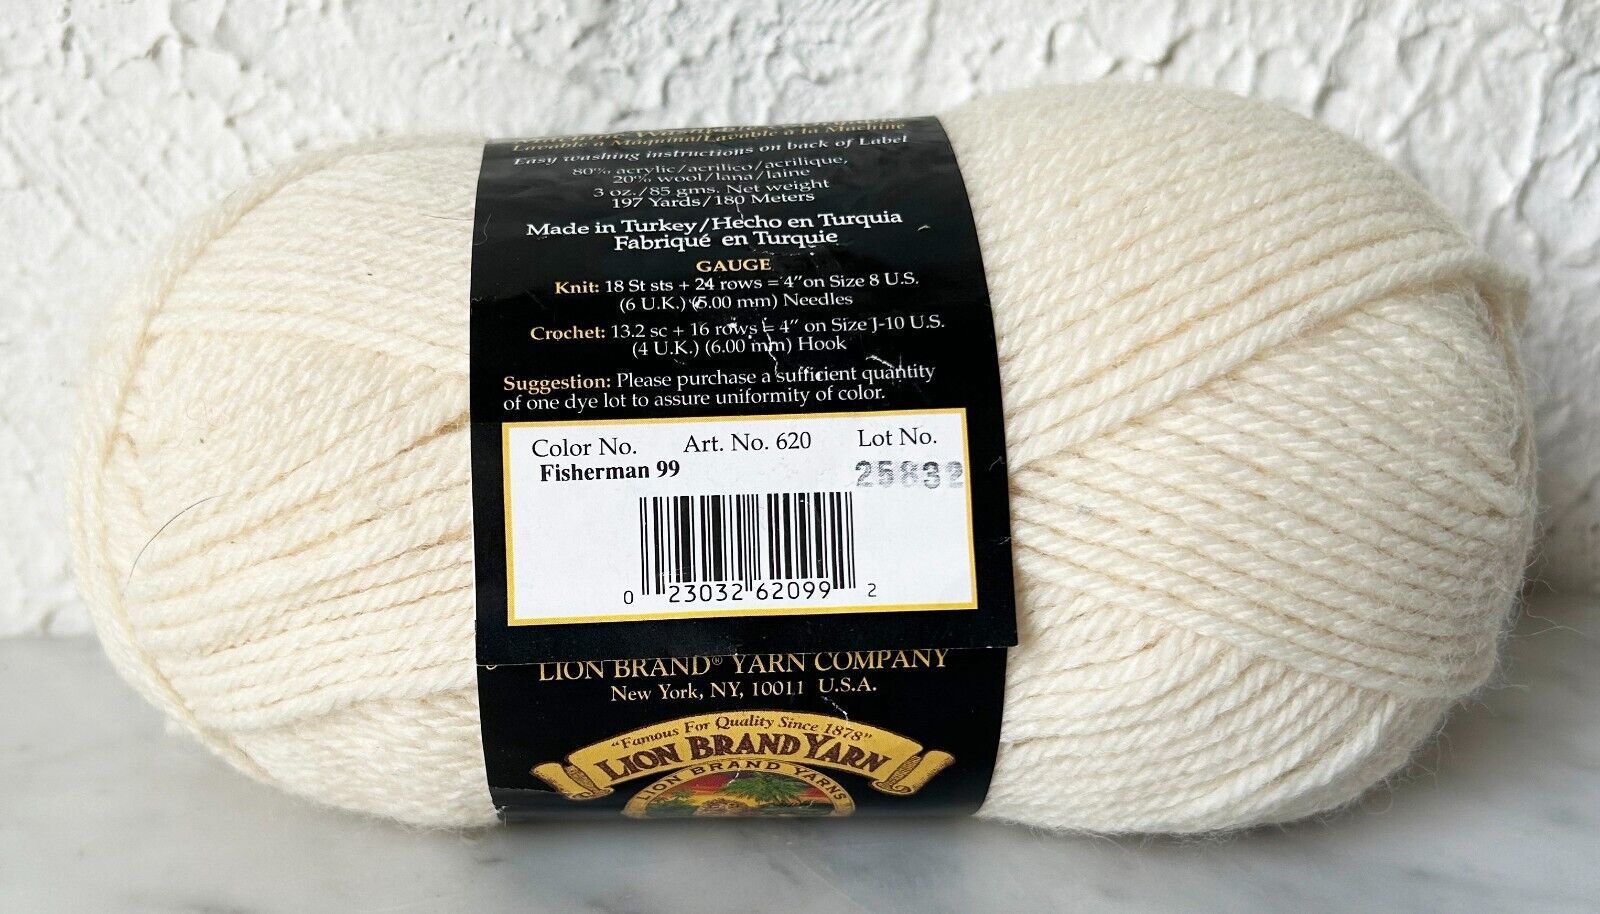 Lavable a Maquina/Lavable à la Machine
Easy washing instructions on back of Label
80% acrylic/acrilico/acrilique,
20% wool/lana/laine
3 oz./85 gms. Net weight
197 Yards/180 Meters
Made in Turkey/Hecho en Turquia
Fabriqué en Turquie
GAUGE
Knit: 18 St sts + 24 rows = 4" on Size 8 U.S.
(6 U.K.) (5.00 mm) Needles
Crochet: 13.2 sc + 16 rows = 4" on Size J-10 U.S.
(4 U.K.) (6.00 mm) Hook
Suggestion: Please purchase a sufficient quantity
of one dye lot to assure uniformity of color.
Color No. Art. No. 620 Lot No.
Fisherman 99 25832
0 23032 62099 2
LION BRAND® YARN COMPANY
New York, NY, 10011 U.S.A.
"Famous For Quality Since 1878"
LION BRAND YARN
LION BRAND YARNS